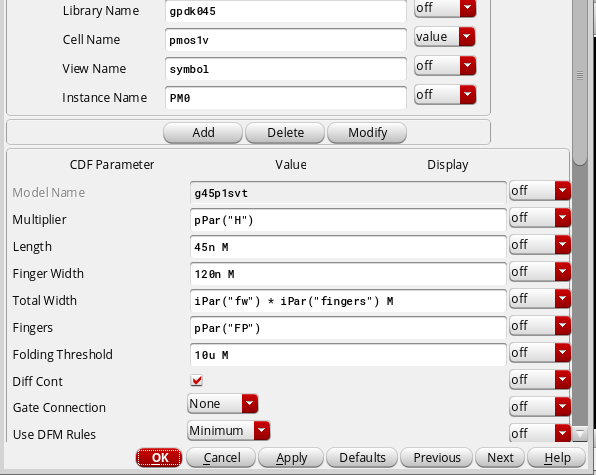 Library Name gpdk045 off
Cell Name pmos1v value
View Name symbol off
Instance Name PM0 off
Add Delete Modify
CDF Parameter Value Display
Model Name g45p1svt off
Multiplier pPar("H") off
Length 45n M off
Finger Width 120n M off
Total Width iPar("fw") * iPar("fingers") M off
Fingers pPar("FP") off
Folding Threshold 10u M off
Diff Cont off
Gate Connection None off
Use DFM Rules Minimum off
OK Cancel Apply Defaults Previous Next Help